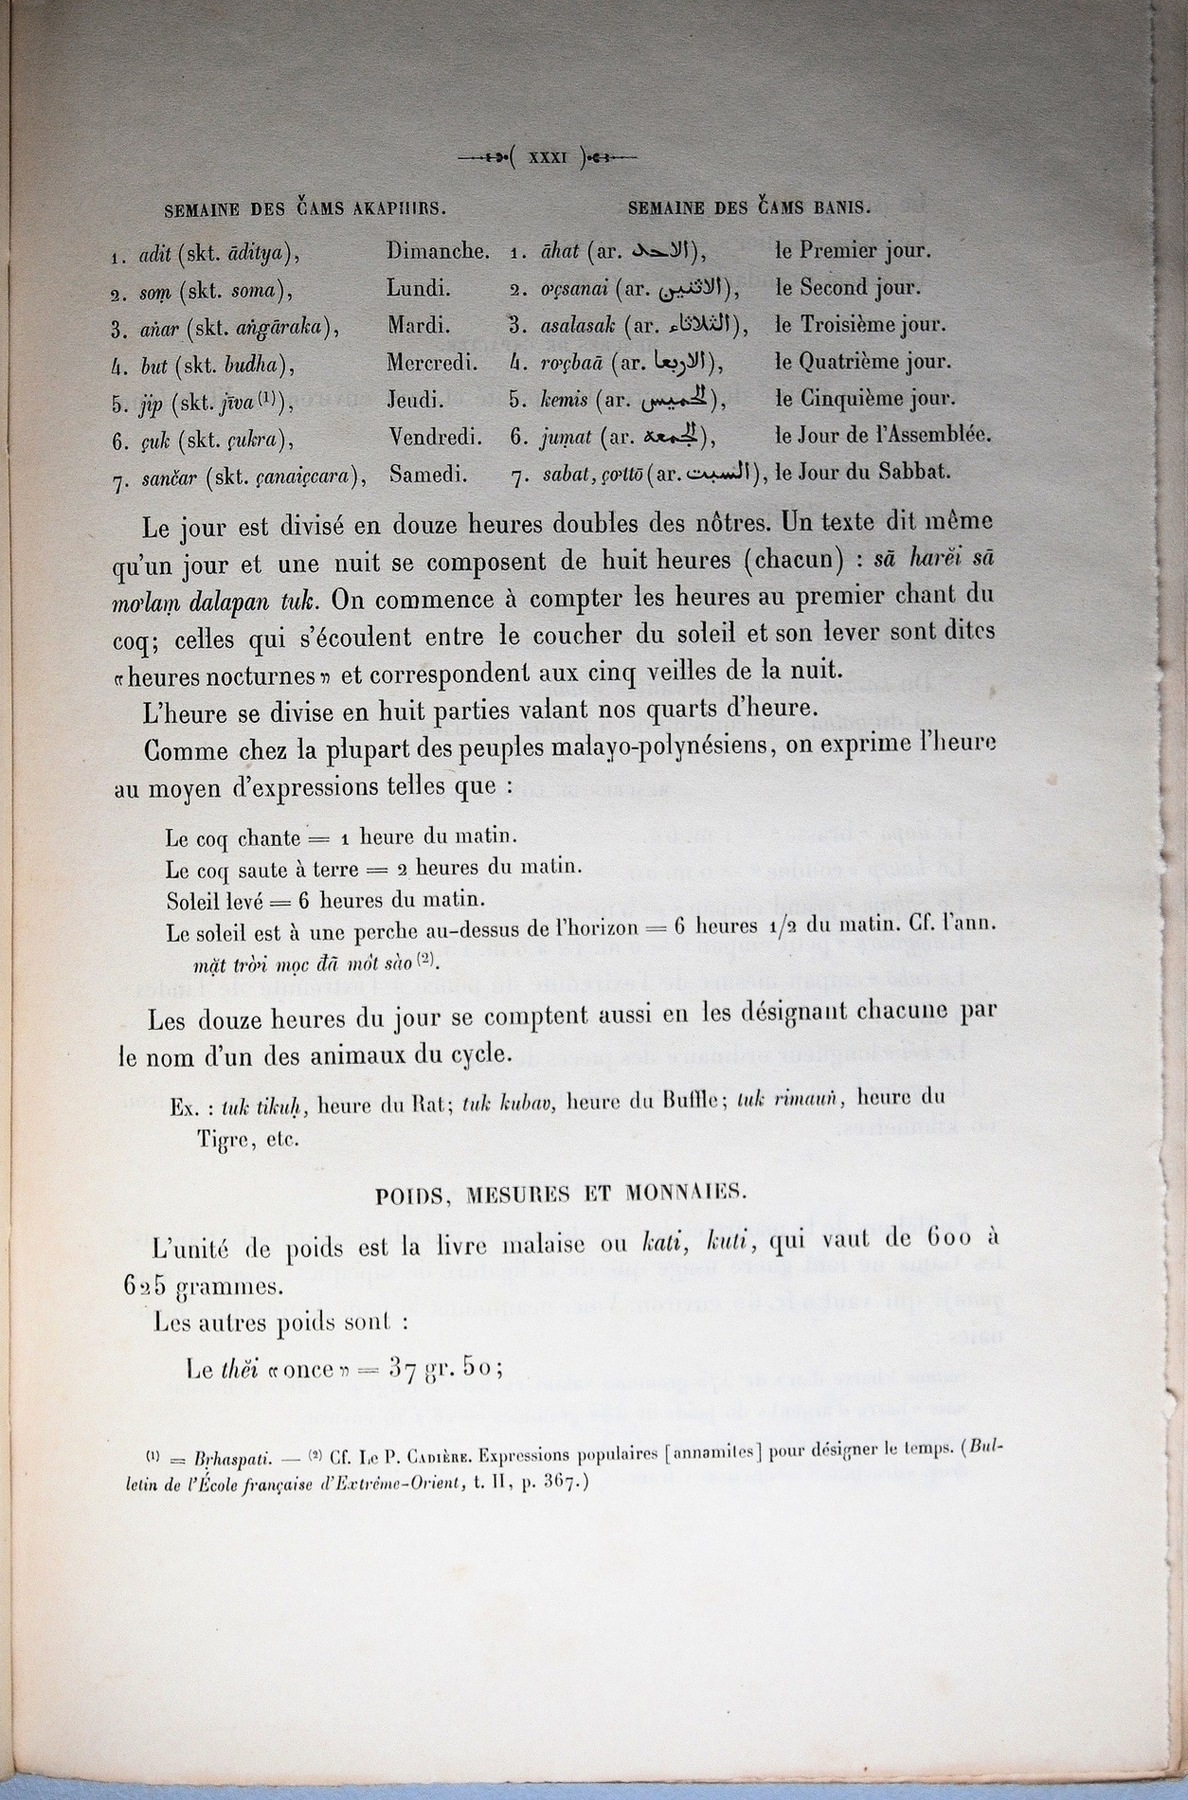 ( XXXI )
SEMAINE DES ČAMS AKAPHIRS. SEMAINE DES ČAMS BANIS.
1. adit (skt. āditya), Dimanche. 1. āhat (ar. الاحد), le Premier jour.
2. soṃ (skt. soma), Lundi. 2. ơçsanai (ar. الاثنين), le Second jour.
3. aṅar (skt. aṅgāraka), Mardi. 3. asalasak (ar. الثلاثاء), le Troisième jour.
4. but (skt. budha), Mercredi. 4. rơçbaā (ar. الاربعا), le Quatrième jour.
5. jip (skt. jīva (1)), Jeudi. 5. kemis (ar. الخميس), le Cinquième jour.
6. çuk (skt. çukra), Vendredi. 6. juṃat (ar. الجمعة), le Jour de l'Assemblée.
7. sančar (skt. çanaiçcara), Samedi. 7. sabat, çơttō (ar. السبت), le Jour du Sabbat.
Le jour est divisé en douze heures doubles des nôtres. Un texte dit même
qu'un jour et une nuit se composent de huit heures (chacun) : sā harĕi sā
mơlaṃ dalapan tuk. On commence à compter les heures au premier chant du
coq; celles qui s'écoulent entre le coucher du soleil et son lever sont dites
« heures nocturnes » et correspondent aux cinq veilles de la nuit.
L'heure se divise en huit parties valant nos quarts d'heure.
Comme chez la plupart des peuples malayo-polynésiens, on exprime l'heure
au moyen d'expressions telles que :
Le coq chante = 1 heure du matin.
Le coq saute à terre = 2 heures du matin.
Soleil levé = 6 heures du matin.
Le soleil est à une perche au-dessus de l'horizon = 6 heures 1/2 du matin. Cf. l'ann.
mặt trời mọc đã môt sào (2).
Les douze heures du jour se comptent aussi en les désignant chacune par
le nom d'un des animaux du cycle.
Ex. : tuk tikuḥ, heure du Rat; tuk kubav, heure du Buffle; tuk rimauṅ, heure du
Tigre, etc.
POIDS, MESURES ET MONNAIES.
L'unité de poids est la livre malaise ou kati, kuti, qui vaut de 600 à
625 grammes.
Les autres poids sont :
Le thĕi « once » = 37 gr. 50;
(1) = Bṛhaspati. — (2) Cf. Le P. CADIÈRE. Expressions populaires [annamites] pour désigner le temps. (Bul-
letin de l'École française d'Extrême-Orient, t. II, p. 367.)